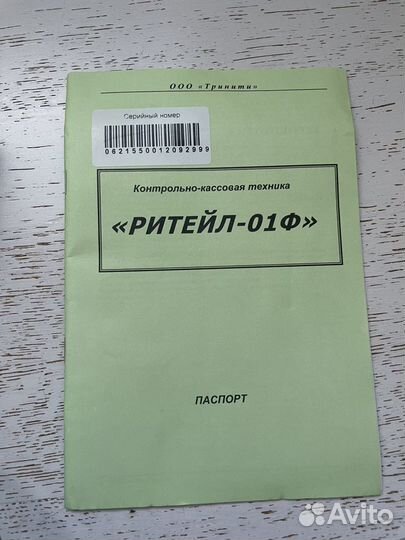 ООО «Тринити»
Серийный номер
0621550012092999
Контрольно-кассовая техника
«РИТЕЙЛ-01Ф»
ПАСПОРТ
Avito